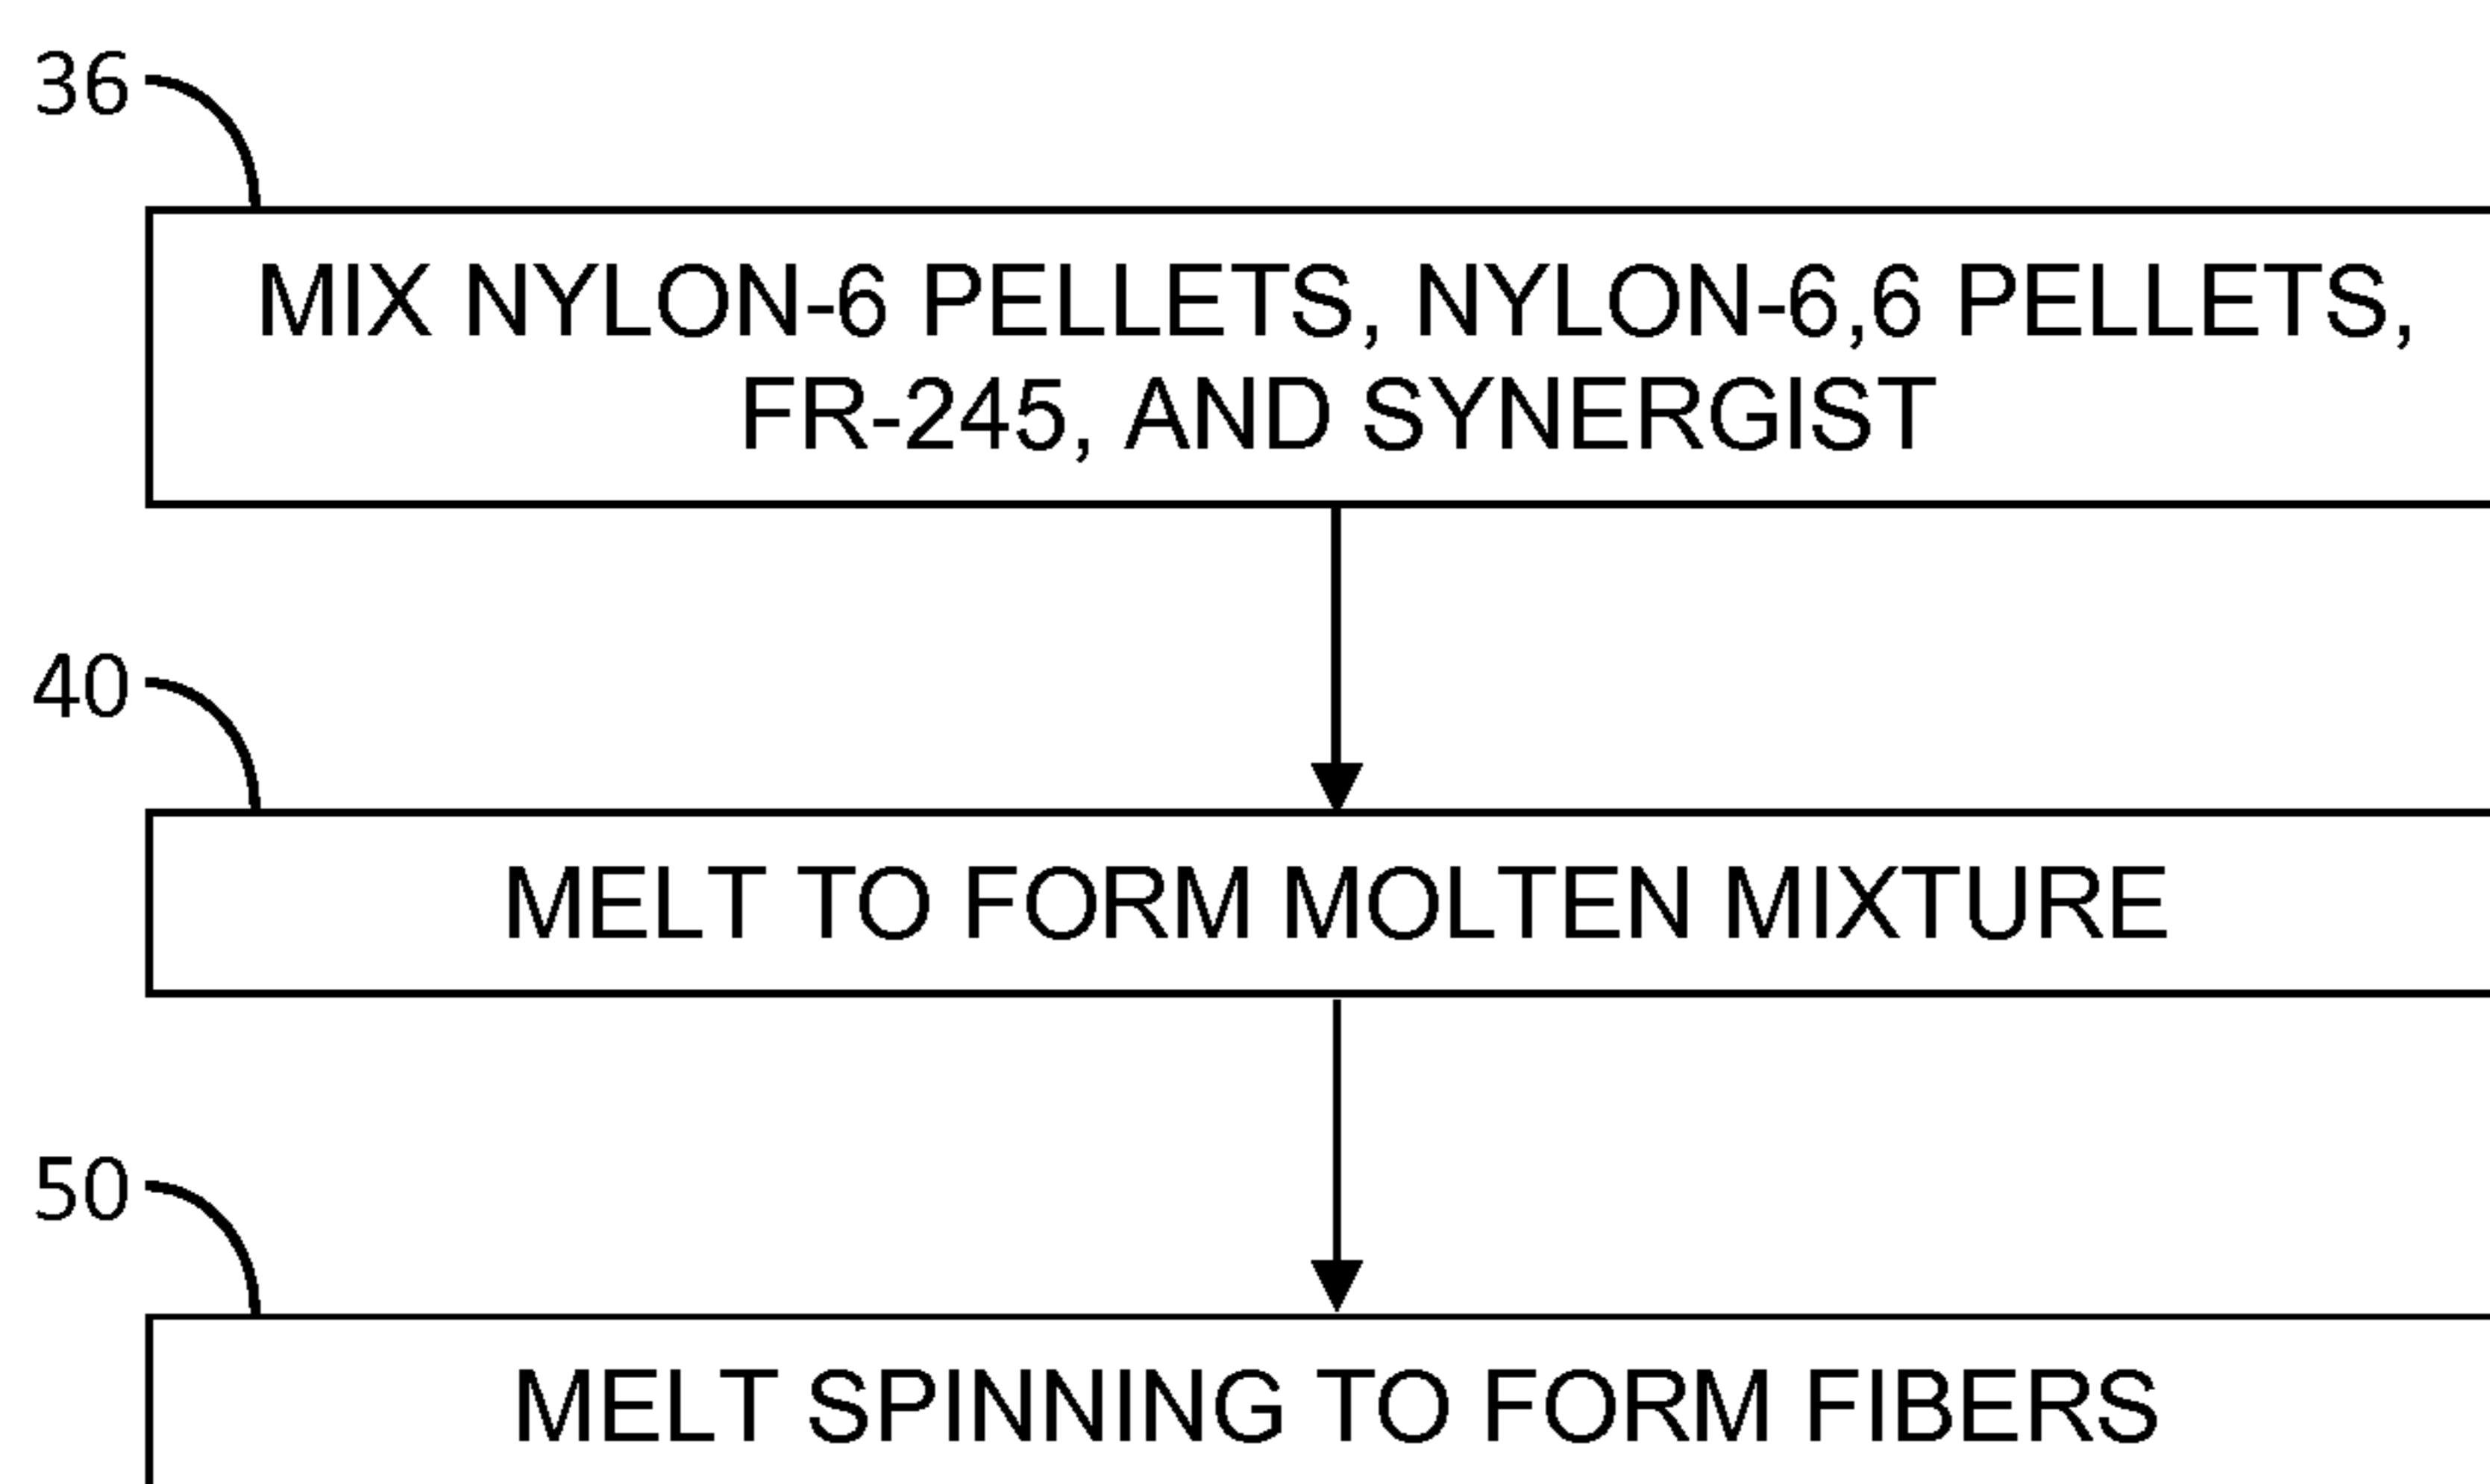 36
MIX NYLON-6 PELLETS, NYLON-6,6 PELLETS,
FR-245, AND SYNERGIST
40
MELT TO FORM MOLTEN MIXTURE
50
MELT SPINNING TO FORM FIBERS